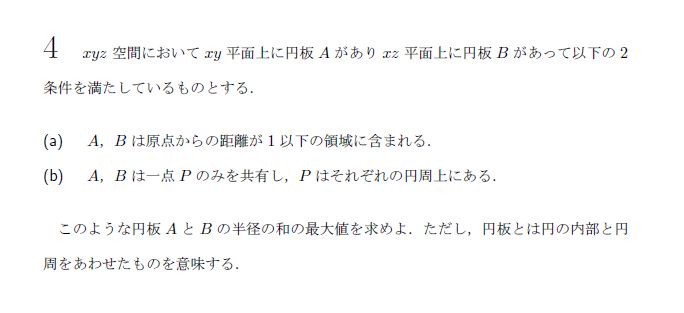 4 xyz 空間において xy 平面上に円板 A があり xz 平面上に円板 B があって以下の 2
条件を満たしているものとする.
(a) A, B は原点からの距離が 1 以下の領域に含まれる.
(b) A, B は一点 P のみを共有し, P はそれぞれの円周上にある.
このような円板 A と B の半径の和の最大値を求めよ. ただし, 円板とは円の内部と円
周をあわせたものを意味する.